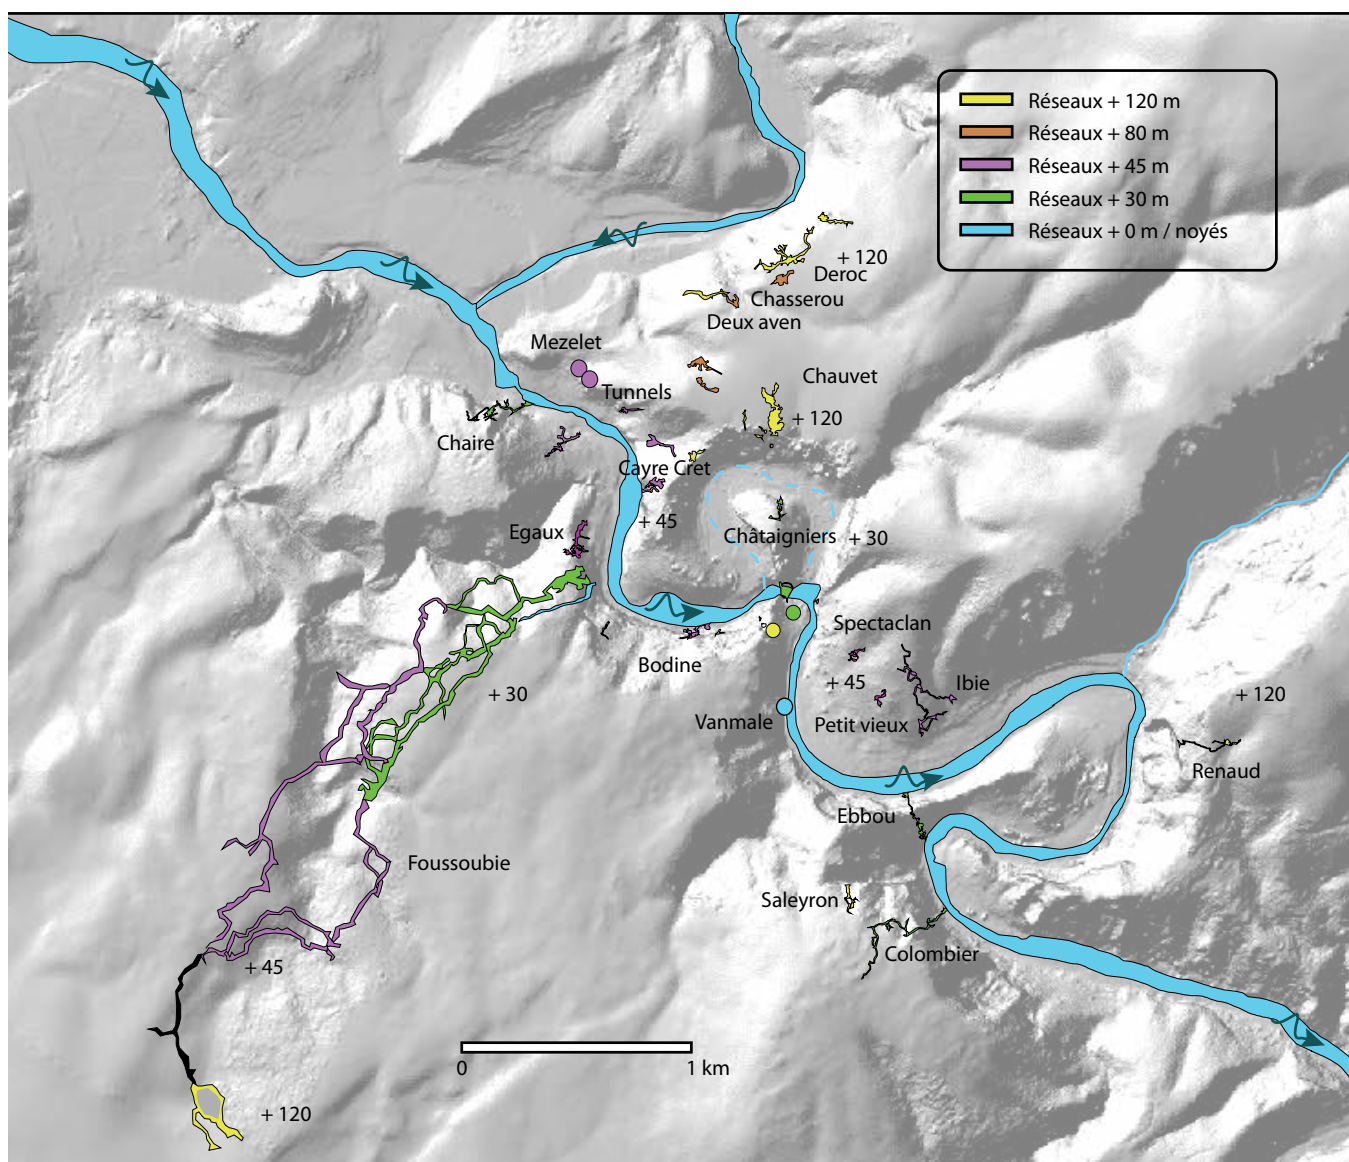 Réseaux + 120 m
Réseaux + 80 m
Réseaux + 45 m
Réseaux + 30 m
Réseaux + 0 m / noyés
+ 120
Deroc
Chasserou
Deux aven
Mezelet
Tunnels
Chauvet
+ 120
Chaire
Cayre Cret
+ 45
Egaux
Châtaigniers
+ 30
Spectaclan
Bodine
+ 45
Ibie
+ 30
+ 120
Vanmale
Petit vieux
Renaud
Ebbou
Foussoubie
Saleyron
Colombier
+ 45
0
1 km
+ 120